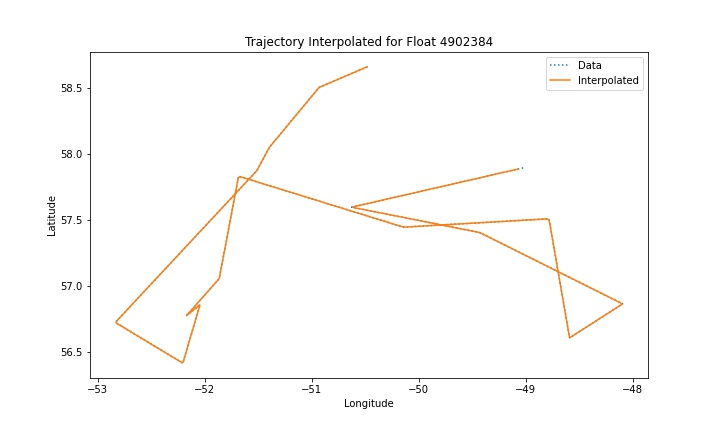 Trajectory Interpolated for Float 4902384
Data
Interpolated
58.5
58.0
57.5
57.0
56.5
Latitude
−53
−52
−51
−50
−49
−48
Longitude